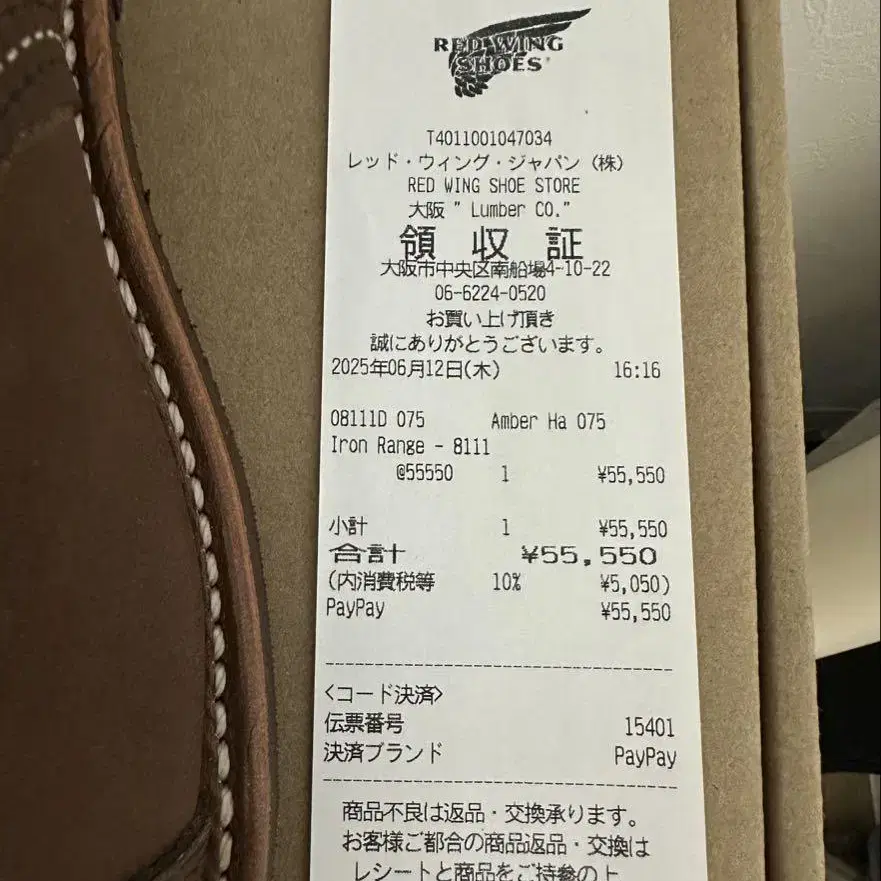 RED WING
SHOES
T4011001047034
レッド・ウィング・ジャパン (株)
RED WING SHOE STORE
大阪 " Lumber CO."
領 収 証
大阪市中央区南船場4-10-22
06-6224-0520
お買い上げ頂き
誠にありがとうございます。
2025年06月12日(木) 16:16
08111D 075 Amber Ha 075
Iron Range - 8111
@55550 1 ¥55,550
小計 1 ¥55,550
合計 ¥55,550
(内消費税等 10% ¥5,050)
PayPay ¥55,550
<コード決済>
伝票番号 15401
決済ブランド PayPay
商品不良は返品・交換承ります。
お客様ご都合の商品返品・交換は
レシートと商品をご持参の上